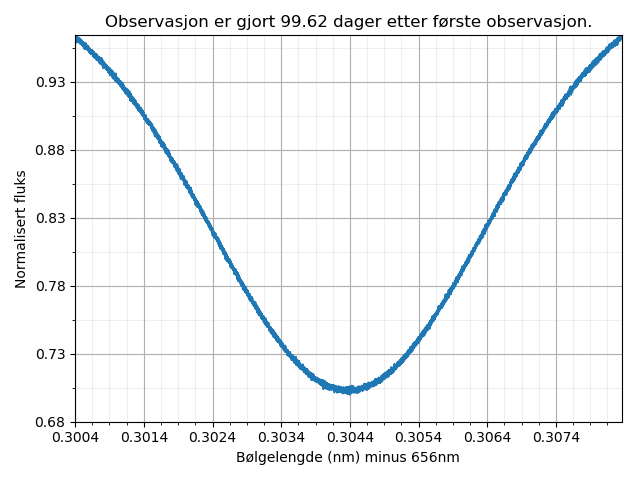 Observasjon er gjort 99.62 dager etter første observasjon.
0.93
0.88
0.83
0.78
0.73
0.68
Normalisert fluks
0.3004 0.3014 0.3024 0.3034 0.3044 0.3054 0.3064 0.3074
Bølgelengde (nm) minus 656nm